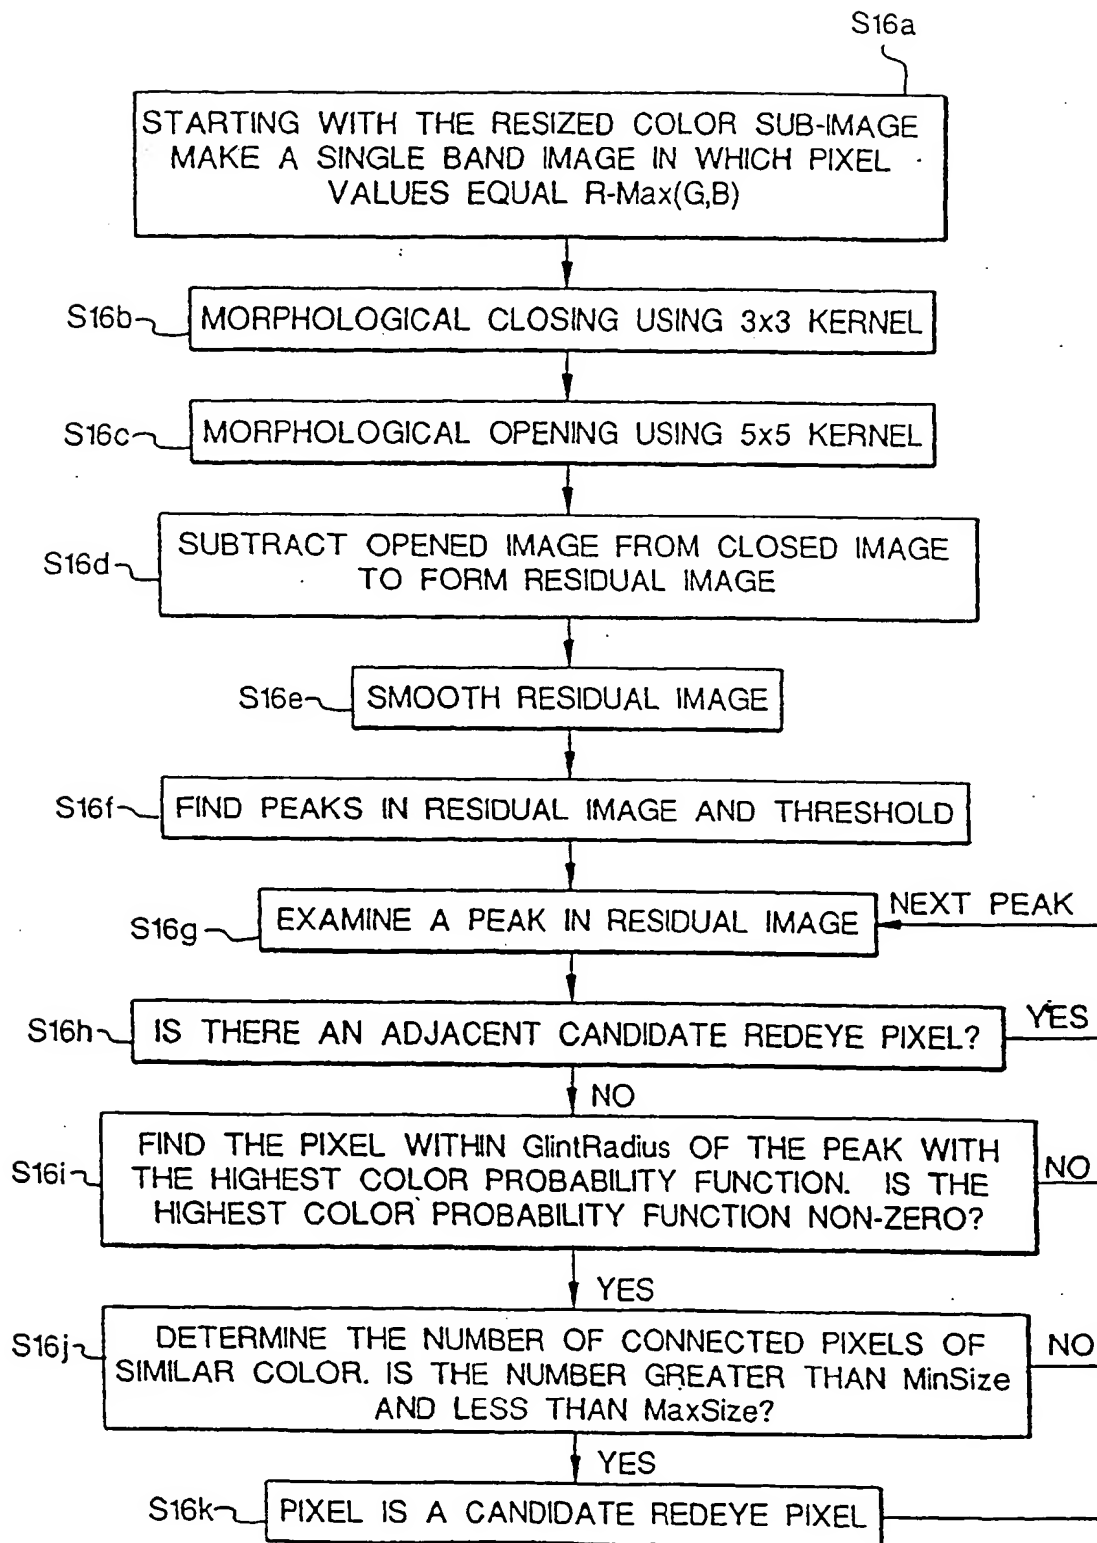 S16a
STARTING WITH THE RESIZED COLOR SUB-IMAGE
MAKE A SINGLE BAND IMAGE IN WHICH PIXEL
VALUES EQUAL R-Max(G,B)
S16b
MORPHOLOGICAL CLOSING USING 3x3 KERNEL
S16c
MORPHOLOGICAL OPENING USING 5x5 KERNEL
S16d
SUBTRACT OPENED IMAGE FROM CLOSED IMAGE
TO FORM RESIDUAL IMAGE
S16e
SMOOTH RESIDUAL IMAGE
S16f
FIND PEAKS IN RESIDUAL IMAGE AND THRESHOLD
S16g
EXAMINE A PEAK IN RESIDUAL IMAGE
NEXT PEAK
S16h
IS THERE AN ADJACENT CANDIDATE REDEYE PIXEL?
YES
NO
S16i
FIND THE PIXEL WITHIN GlintRadius OF THE PEAK WITH
THE HIGHEST COLOR PROBABILITY FUNCTION. IS THE
HIGHEST COLOR PROBABILITY FUNCTION NON-ZERO?
NO
YES
S16j
DETERMINE THE NUMBER OF CONNECTED PIXELS OF
SIMILAR COLOR. IS THE NUMBER GREATER THAN MinSize
AND LESS THAN MaxSize?
NO
YES
S16k
PIXEL IS A CANDIDATE REDEYE PIXEL